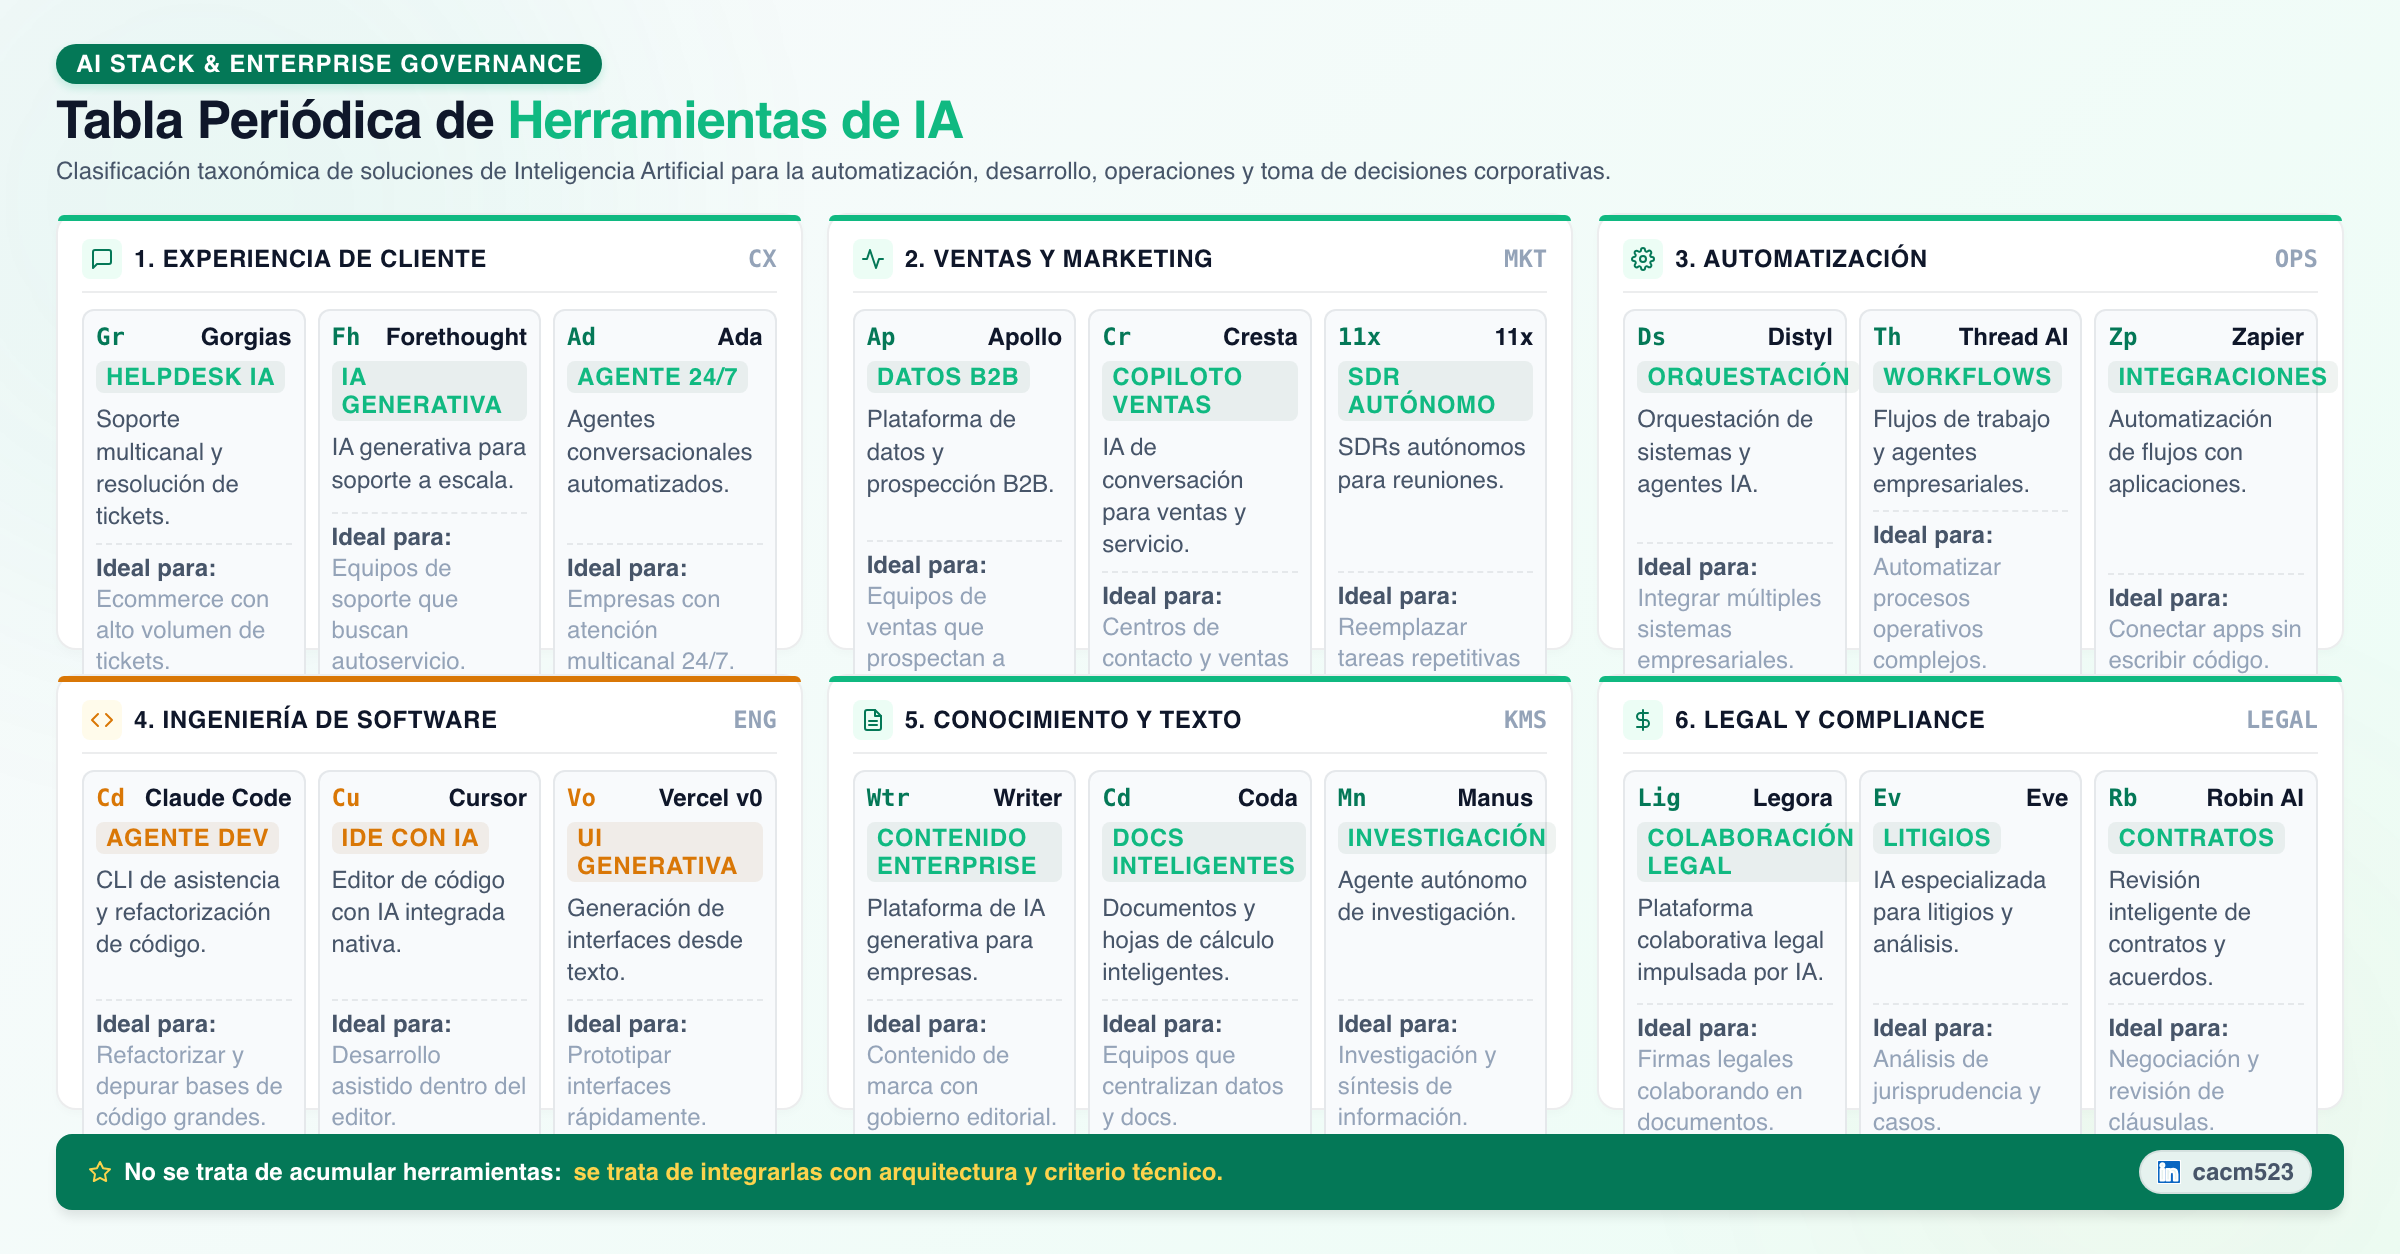 AI STACK & ENTERPRISE GOVERNANCE
Tabla Periódica de Herramientas de IA
Clasificación taxonómica de soluciones de Inteligencia Artificial para la automatización, desarrollo, operaciones y toma de decisiones corporativas.
1. EXPERIENCIA DE CLIENTE
CX
Gr Gorgias
HELPDESK IA
Soporte
multicanal y
resolución de
tickets.
Ideal para:
Ecommerce con
alto volumen de
tickets.
Fh Forethought
IA
GENERATIVA
IA generativa para
soporte a escala.
Ideal para:
Equipos de
soporte que
buscan
autoservicio.
Ad Ada
AGENTE 24/7
Agentes
conversacionales
automatizados.
Ideal para:
Empresas con
atención
multicanal 24/7.
2. VENTAS Y MARKETING
MKT
Ap Apollo
DATOS B2B
Plataforma de
datos y
prospección B2B.
Ideal para:
Equipos de
ventas que
prospectan a
Cr Cresta
COPILOTO
VENTAS
IA de
conversación
para ventas y
servicio.
Ideal para:
Centros de
contacto y ventas
11x 11x
SDR
AUTÓNOMO
SDRs autónomos
para reuniones.
Ideal para:
Reemplazar
tareas repetitivas
3. AUTOMATIZACIÓN
OPS
Ds Distyl
ORQUESTACIÓN
Orquestación de
sistemas y
agentes IA.
Ideal para:
Integrar múltiples
sistemas
empresariales.
Th Thread AI
WORKFLOWS
Flujos de trabajo
y agentes
empresariales.
Ideal para:
Automatizar
procesos
operativos
complejos.
Zp Zapier
INTEGRACIONES
Automatización
de flujos con
aplicaciones.
Ideal para:
Conectar apps sin
escribir código.
4. INGENIERÍA DE SOFTWARE
ENG
Cd Claude Code
AGENTE DEV
CLI de asistencia
y refactorización
de código.
Ideal para:
Refactorizar y
depurar bases de
código grandes.
Cu Cursor
IDE CON IA
Editor de código
con IA integrada
nativa.
Ideal para:
Desarrollo
asistido dentro del
editor.
Vo Vercel v0
UI
GENERATIVA
Generación de
interfaces desde
texto.
Ideal para:
Prototipar
interfaces
rápidamente.
5. CONOCIMIENTO Y TEXTO
KMS
Wtr Writer
CONTENIDO
ENTERPRISE
Plataforma de IA
generativa para
empresas.
Ideal para:
Contenido de
marca con
gobierno editorial.
Cd Coda
DOCS
INTELIGENTES
Documentos y
hojas de cálculo
inteligentes.
Ideal para:
Equipos que
centralizan datos
y docs.
Mn Manus
INVESTIGACIÓN
Agente autónomo
de investigación.
Ideal para:
Investigación y
síntesis de
información.
6. LEGAL Y COMPLIANCE
LEGAL
Lig Legora
COLABORACIÓN
LEGAL
Plataforma
colaborativa legal
impulsada por IA.
Ideal para:
Firmas legales
colaborando en
documentos.
Ev Eve
LITIGIOS
IA especializada
para litigios y
análisis.
Ideal para:
Análisis de
jurisprudencia y
casos.
Rb Robin AI
CONTRATOS
Revisión
inteligente de
contratos y
acuerdos.
Ideal para:
Negociación y
revisión de
cláusulas.
No se trata de acumular herramientas: se trata de integrarlas con arquitectura y criterio técnico.
in cacm523